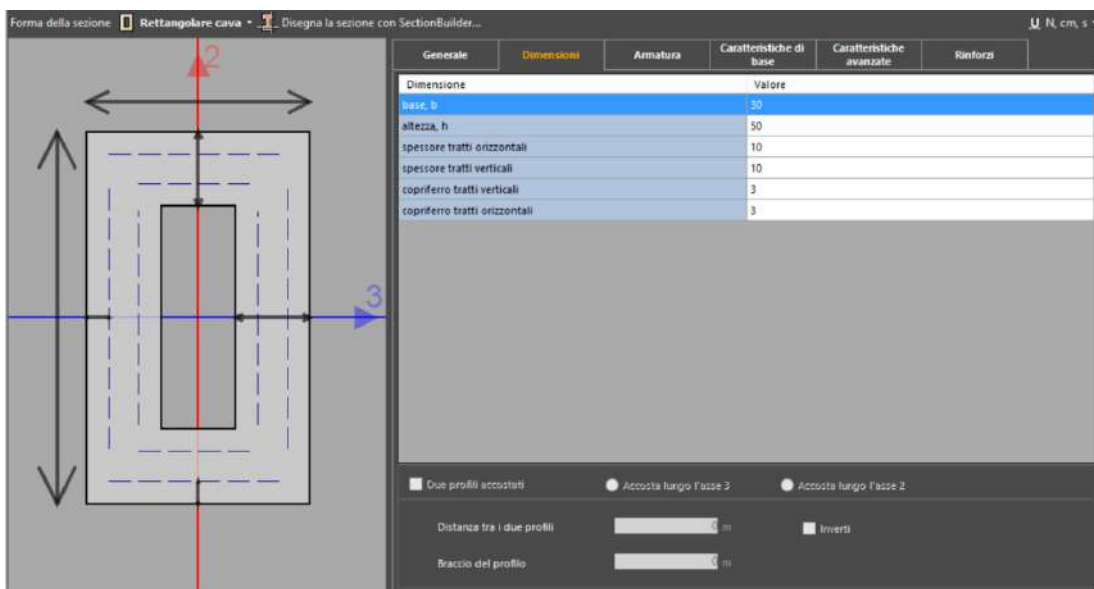 Forma della sezione Rettangolare cava Disegna la sezione con SectionBuilder... U N, cm, s
2
3
Generale Dimensioni Armatura Caratteristiche di base Caratteristiche avanzate Rinforzi
Dimensione Valore
base, b 30
altezza, h 50
spessore tratti orizzontali 10
spessore tratti verticali 10
copriferro tratti verticali 3
copriferro tratti orizzontali 3
Due profili accostati Accosta lungo l'asse 3 Accosta lungo l'asse 2
Distanza tra i due profili 0 m Inverti
Braccio del profilo 0 m